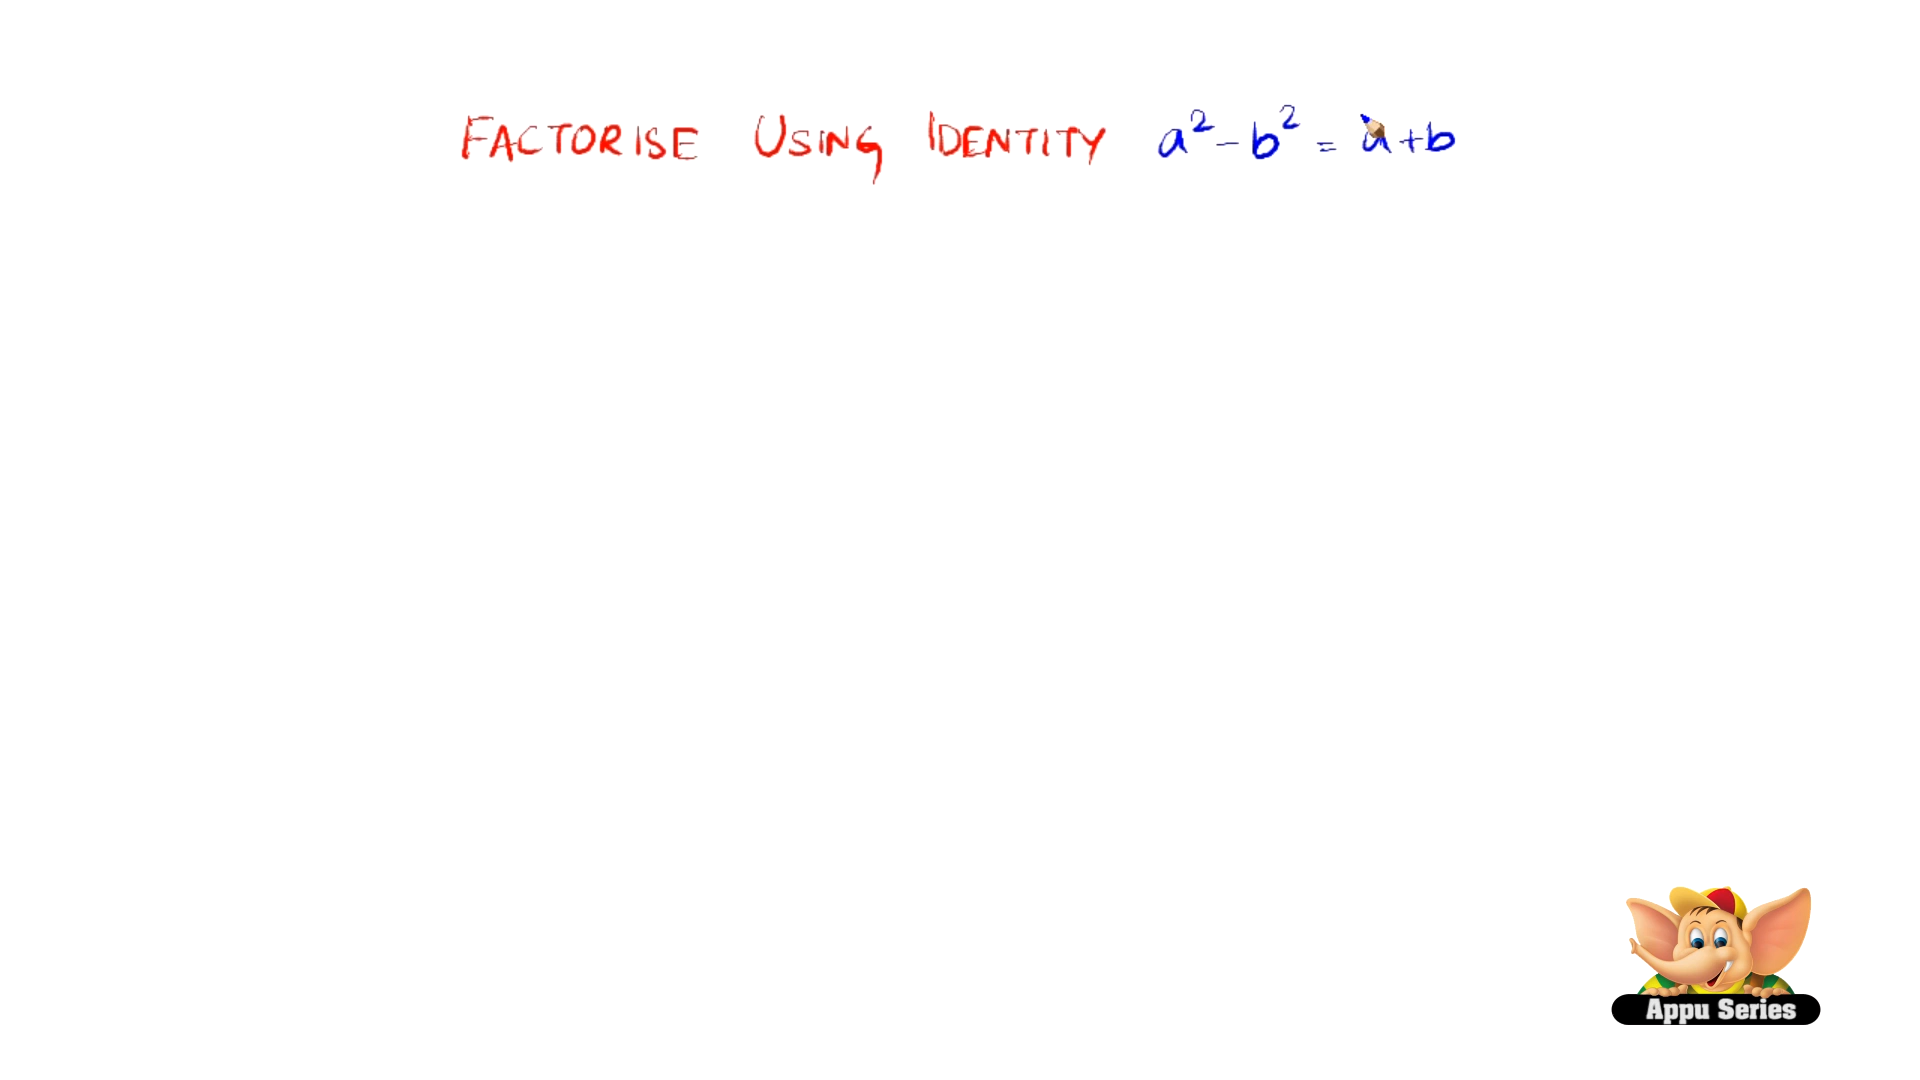 FACTORISE USING IDENTITY a² - b² = a + b
Appu Series